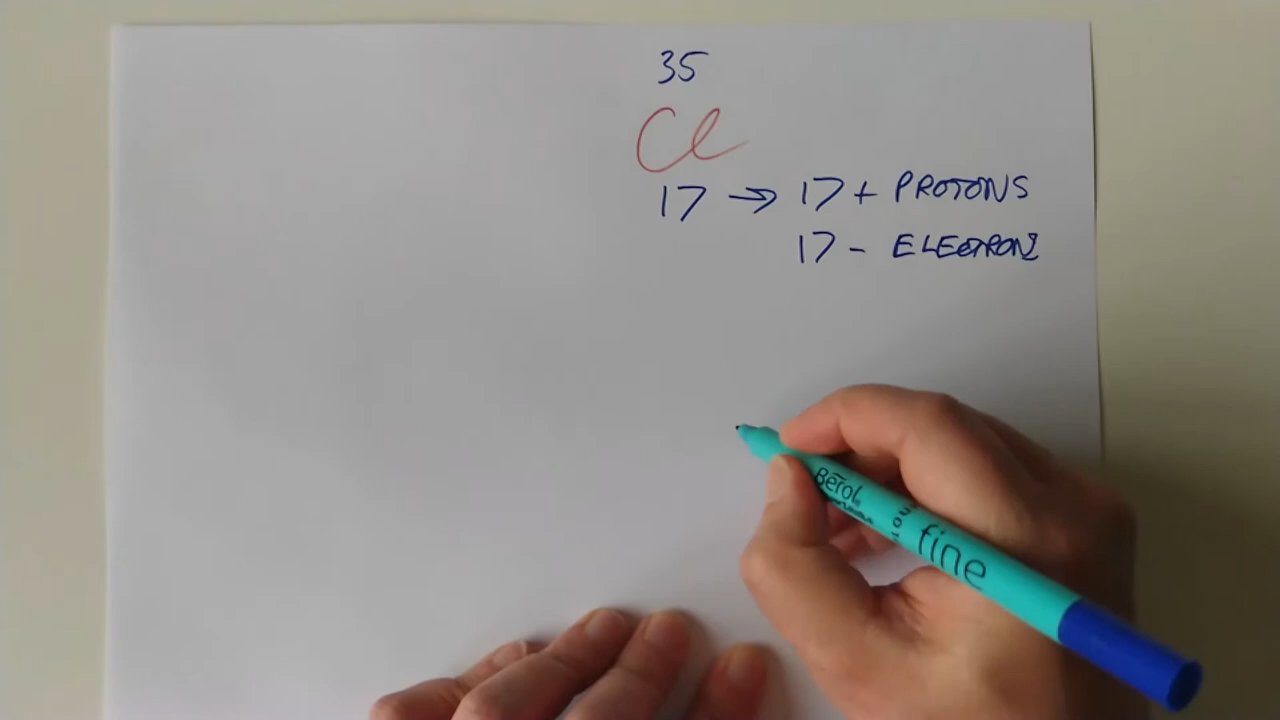 35
Cl
17 → 17 + PROTONS
17 - ELECTRONS
Berol
fine